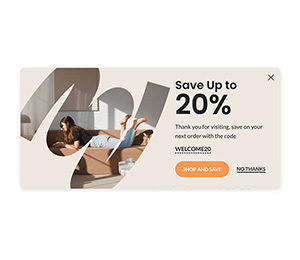 Save Up to
20%
Thank you for visiting, save on your
next order with the code
WELCOME20
SHOP AND SAVE
NO THANKS